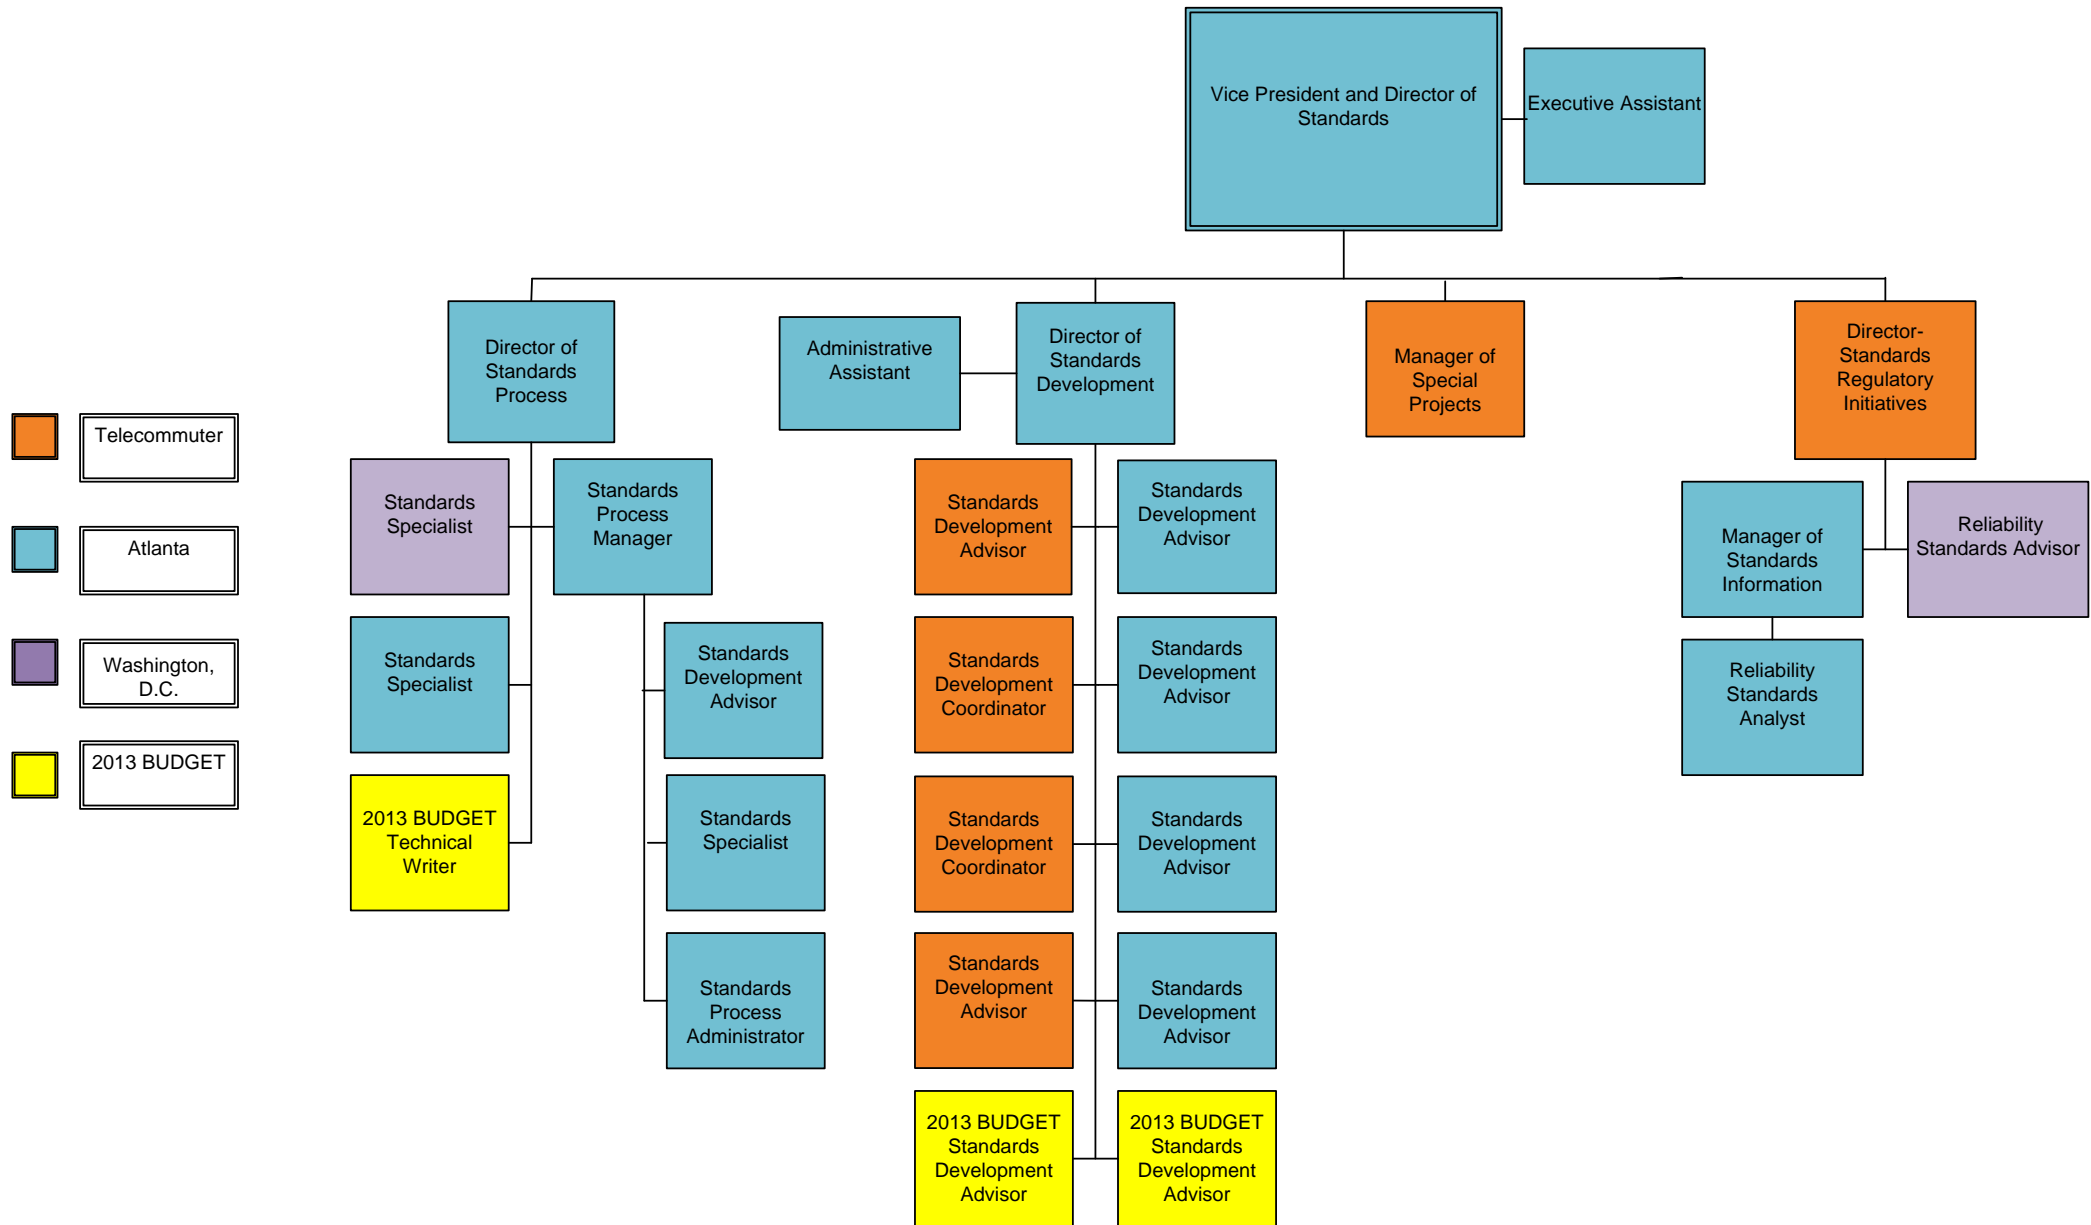 Vice President and Director of
Standards
Executive Assistant
Director of
Standards
Process
Administrative
Assistant
Director of
Standards
Development
Manager of
Special
Projects
Director-
Standards
Regulatory
Initiatives
Telecommuter
Atlanta
Washington,
D.C.
2013 BUDGET
Standards
Specialist
Standards
Process
Manager
Standards
Specialist
2013 BUDGET
Technical
Writer
Standards
Development
Advisor
Standards
Specialist
Standards
Process
Administrator
Standards
Development
Advisor
Standards
Development
Advisor
Standards
Development
Coordinator
Standards
Development
Advisor
Standards
Development
Coordinator
Standards
Development
Advisor
Standards
Development
Advisor
Standards
Development
Advisor
2013 BUDGET
Standards
Development
Advisor
2013 BUDGET
Standards
Development
Advisor
Manager of
Standards
Information
Reliability
Standards Advisor
Reliability
Standards
Analyst